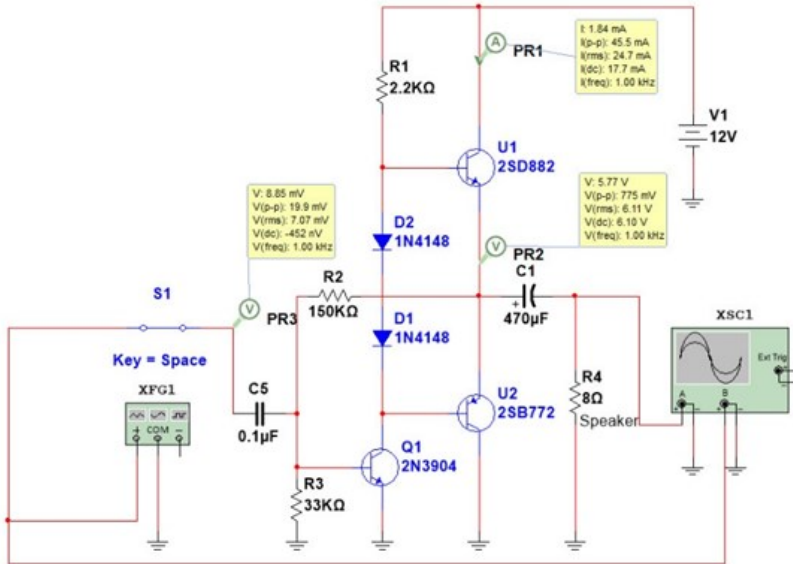 I: 1.84 mA
I(p-p): 45.5 mA
I(rms): 24.7 mA
I(dc): 17.7 mA
I(freq): 1.00 kHz
A
PR1
R1
2.2KΩ
V1
12V
U1
2SD882
V: 5.77 V
V(p-p): 775 mV
V(rms): 6.11 V
V(dc): 6.10 V
V(freq): 1.00 kHz
V: 8.85 mV
V(p-p): 19.9 mV
V(rms): 7.07 mV
V(dc): -452 nV
V(freq): 1.00 kHz
D2
1N4148
V
PR2
C1
+
470µF
S1
V
PR3
R2
150KΩ
Key = Space
D1
1N4148
XSC1
Ext Trig
+
-
A
B
+ -
+ -
XFG1
+ COM -
C5
0.1µF
U2
2SB772
R4
8Ω
Speaker
Q1
2N3904
R3
33KΩ